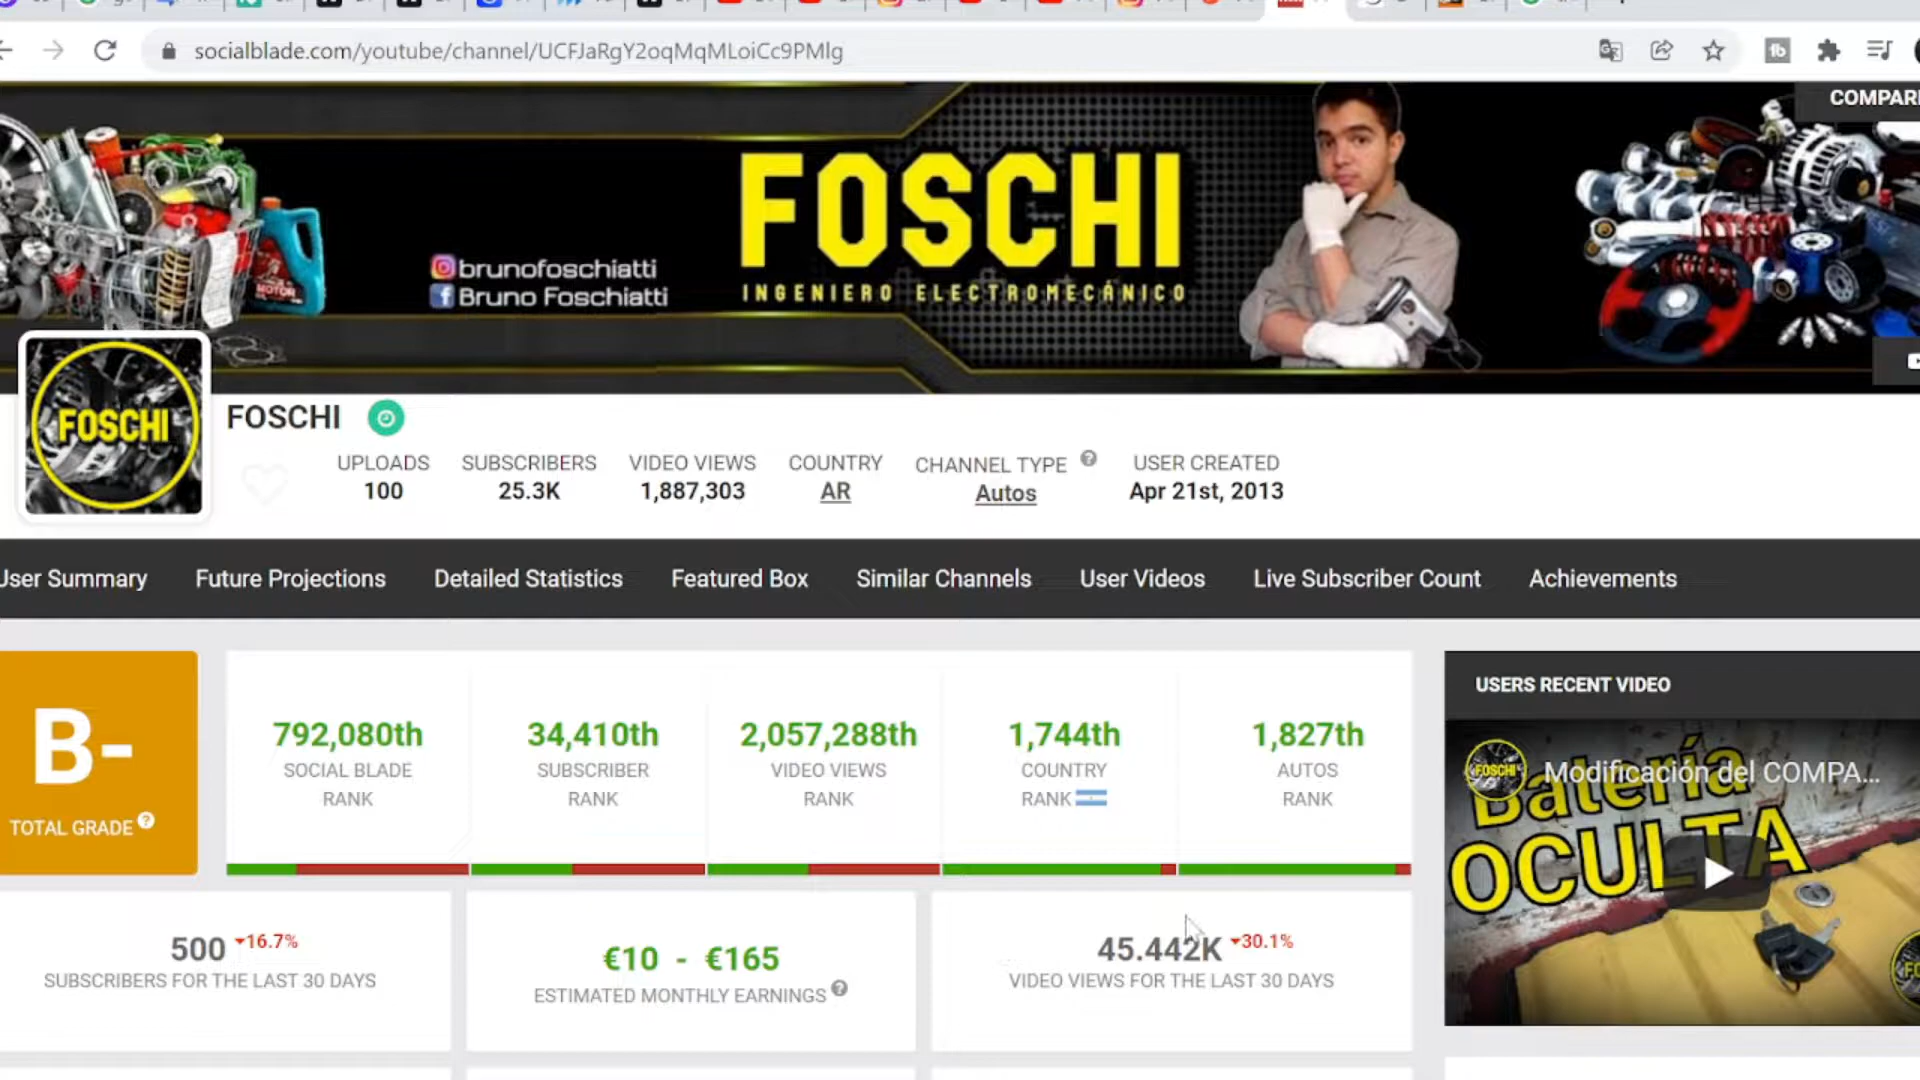 socialblade.com/youtube/channel/UCFJaRgY2oqMqMLoiCc9PMlg
COMPAR
FOSCHI
INGENIERO ELECTROMECÁNICO
brunofoschiatti
Bruno Foschiatti
MOTOR
FOSCHI
FOSCHI
UPLOADS
100
SUBSCRIBERS
25.3K
VIDEO VIEWS
1,887,303
COUNTRY
AR
CHANNEL TYPE
Autos
USER CREATED
Apr 21st, 2013
User Summary
Future Projections
Detailed Statistics
Featured Box
Similar Channels
User Videos
Live Subscriber Count
Achievements
B-
TOTAL GRADE
792,080th
SOCIAL BLADE
RANK
34,410th
SUBSCRIBER
RANK
2,057,288th
VIDEO VIEWS
RANK
1,744th
COUNTRY
RANK
1,827th
AUTOS
RANK
USERS RECENT VIDEO
FOSCHI
Modificación del COMPA...
Batería
OCULTA
500
16.7%
SUBSCRIBERS FOR THE LAST 30 DAYS
€10 - €165
ESTIMATED MONTHLY EARNINGS
45.442K
30.1%
VIDEO VIEWS FOR THE LAST 30 DAYS